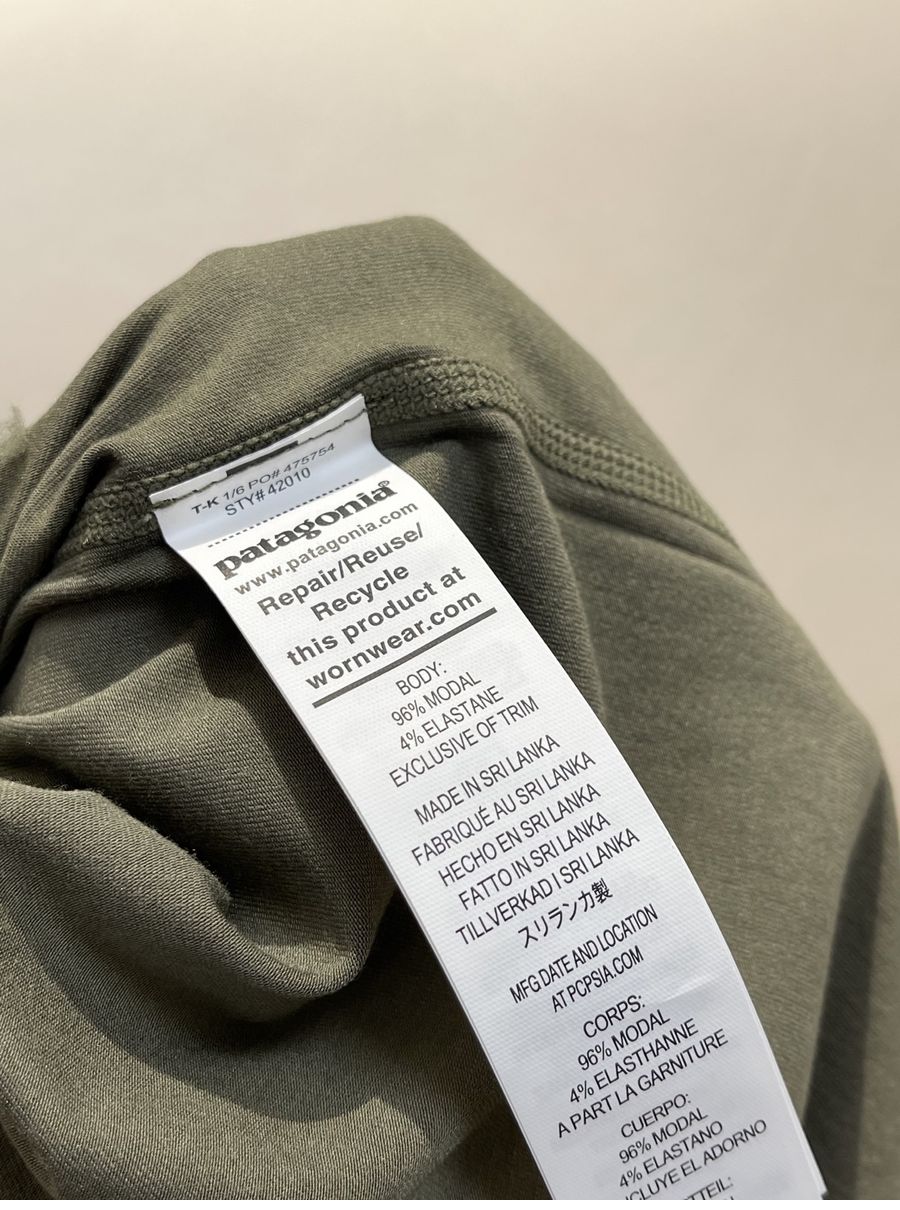 T-K 1/6 PO# 475754
STY# 42010
patagonia®
www.patagonia.com
Repair/Reuse/
Recycle
this product at
wornwear.com
BODY:
96% MODAL
4% ELASTANE
EXCLUSIVE OF TRIM
MADE IN SRI LANKA
FABRIQUÉ AU SRI LANKA
HECHO EN SRI LANKA
FATTO IN SRI LANKA
TILLVERKAD I SRI LANKA
スリランカ製
MFG DATE AND LOCATION
AT PCPSIA.COM
CORPS:
96% MODAL
4% ELASTHANNE
A PART LA GARNITURE
CUERPO:
96% MODAL
4% ELASTANO
NCLUYE EL ADORNO